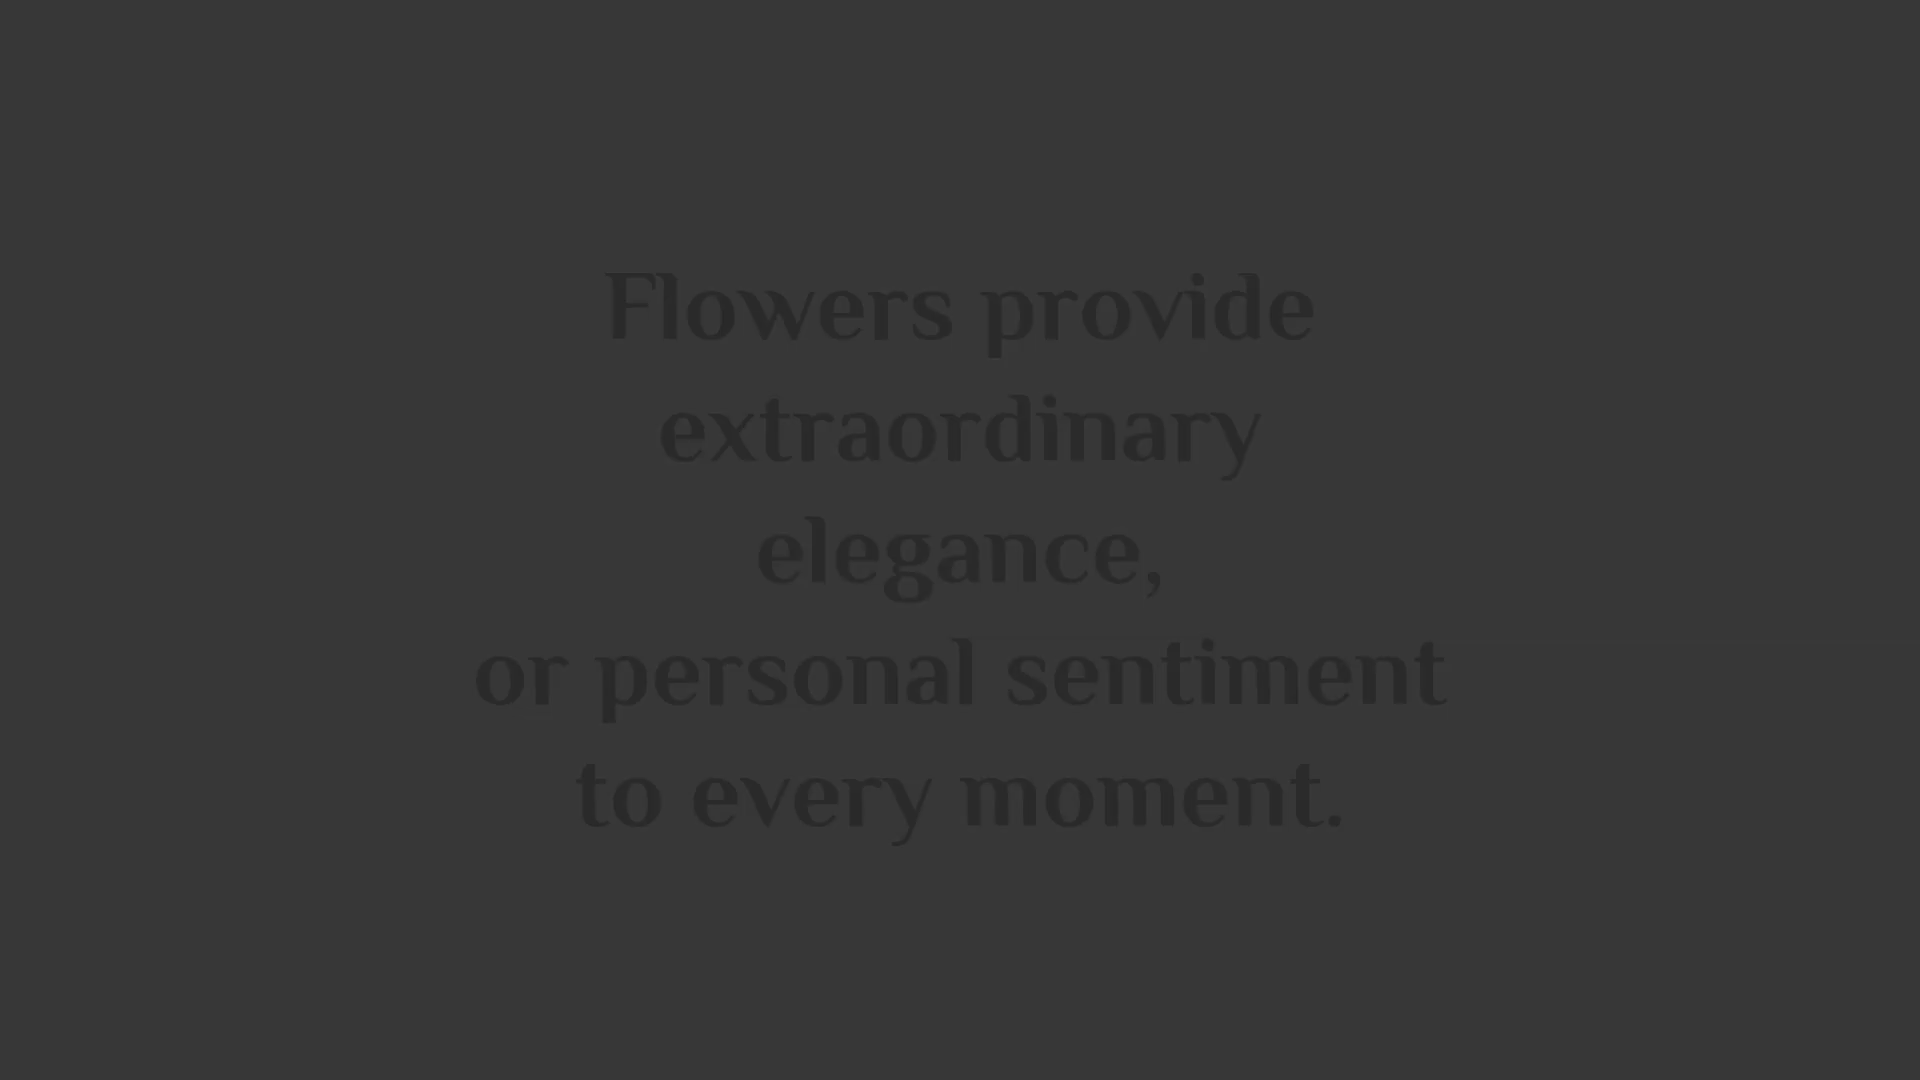 Flowers provide
extraordinary
elegance,
or personal sentiment
to every moment.